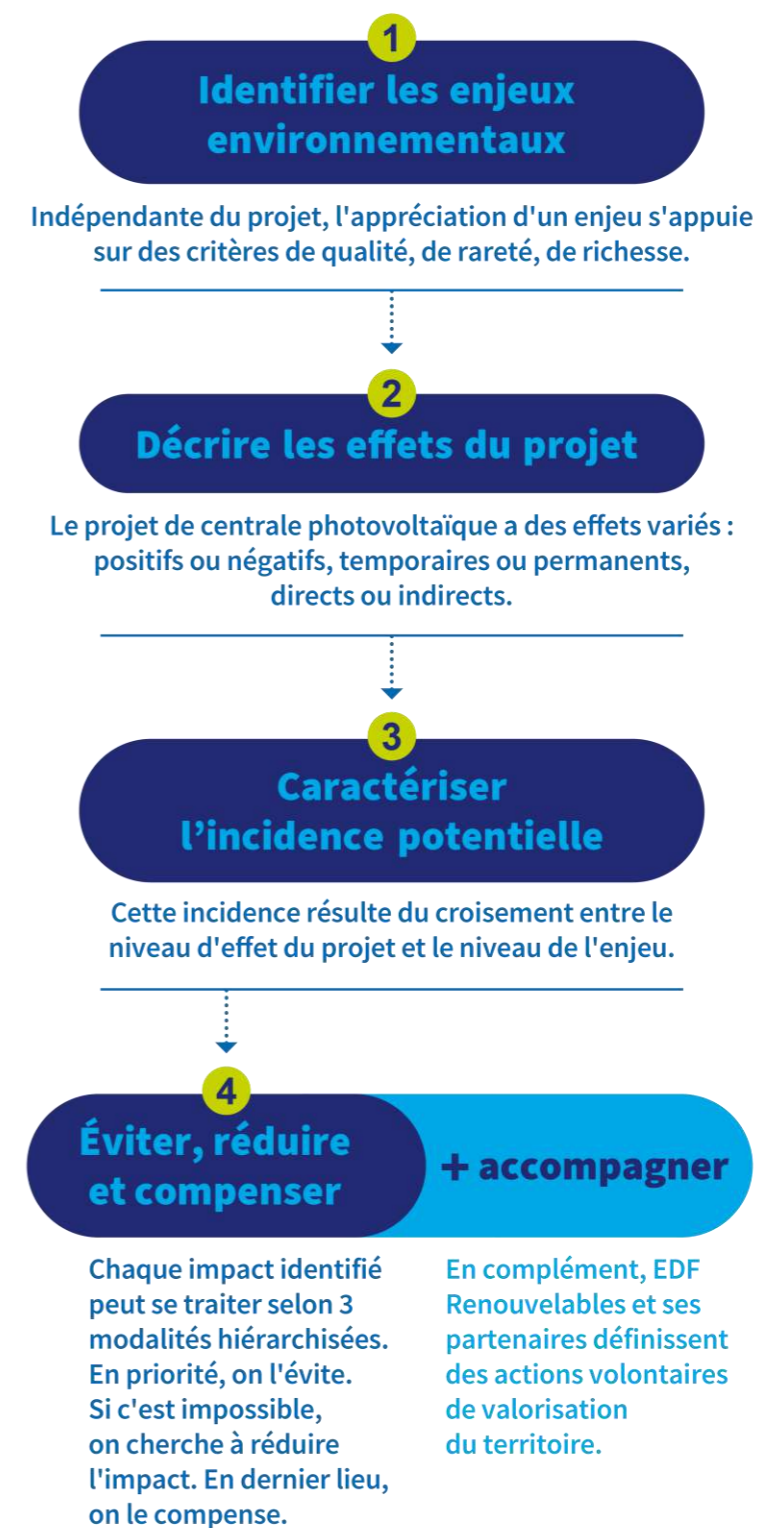 1
Identifier les enjeux
environnementaux
Indépendante du projet, l'appréciation d'un enjeu s'appuie
sur des critères de qualité, de rareté, de richesse.
2
Décrire les effets du projet
Le projet de centrale photovoltaïque a des effets variés :
positifs ou négatifs, temporaires ou permanents,
directs ou indirects.
3
Caractériser
l’incidence potentielle
Cette incidence résulte du croisement entre le
niveau d'effet du projet et le niveau de l'enjeu.
4
Éviter, réduire
et compenser
+ accompagner
Chaque impact identifié
peut se traiter selon 3
modalités hiérarchisées.
En priorité, on l'évite.
Si c'est impossible,
on cherche à réduire
l'impact. En dernier lieu,
on le compense.
En complément, EDF
Renouvelables et ses
partenaires définissent
des actions volontaires
de valorisation
du territoire.